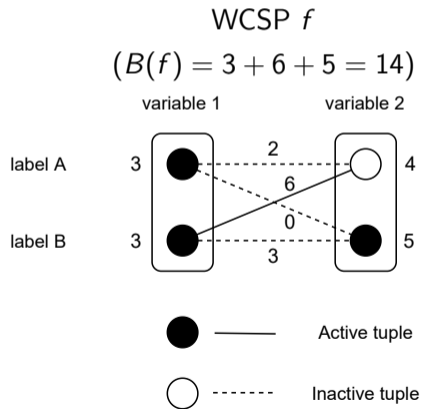 WCSP f
(B(f) = 3 + 6 + 5 = 14)
variable 1 variable 2
label A 3 2 4
6
0
label B 3 3 5
Active tuple
Inactive tuple